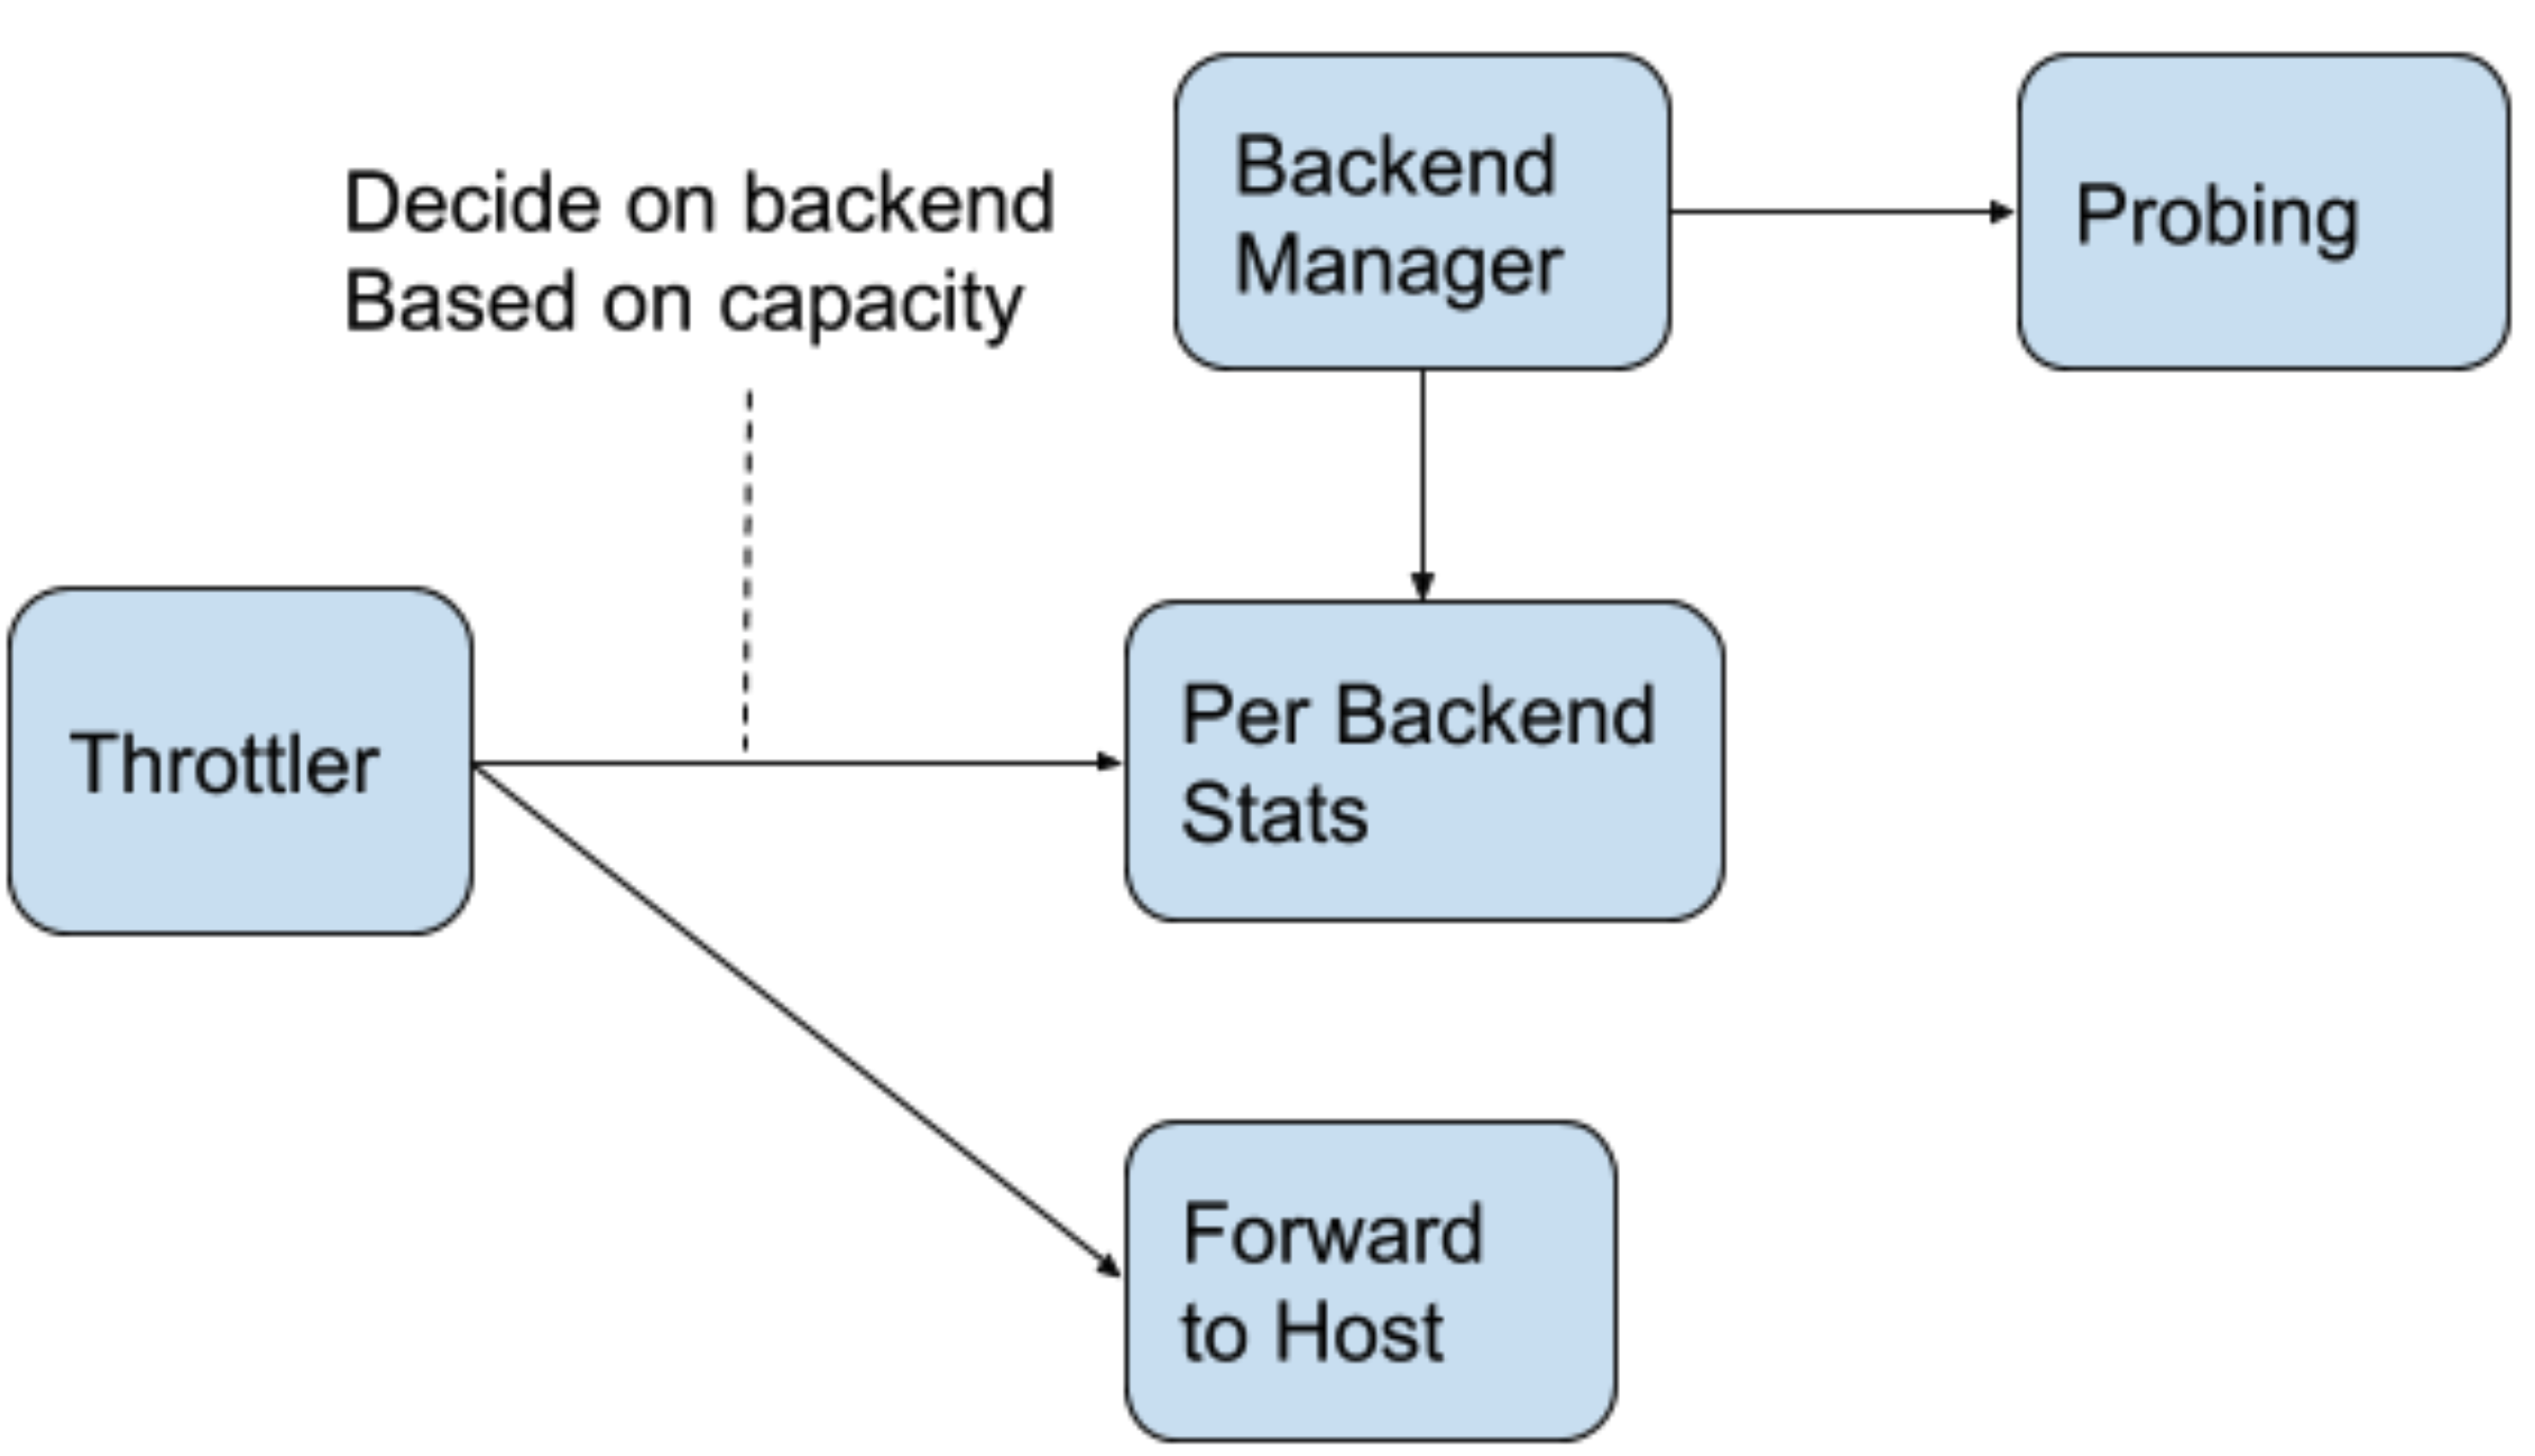 Decide on backend
Based on capacity
Backend
Manager
Probing
Throttler
Per Backend
Stats
Forward
to Host